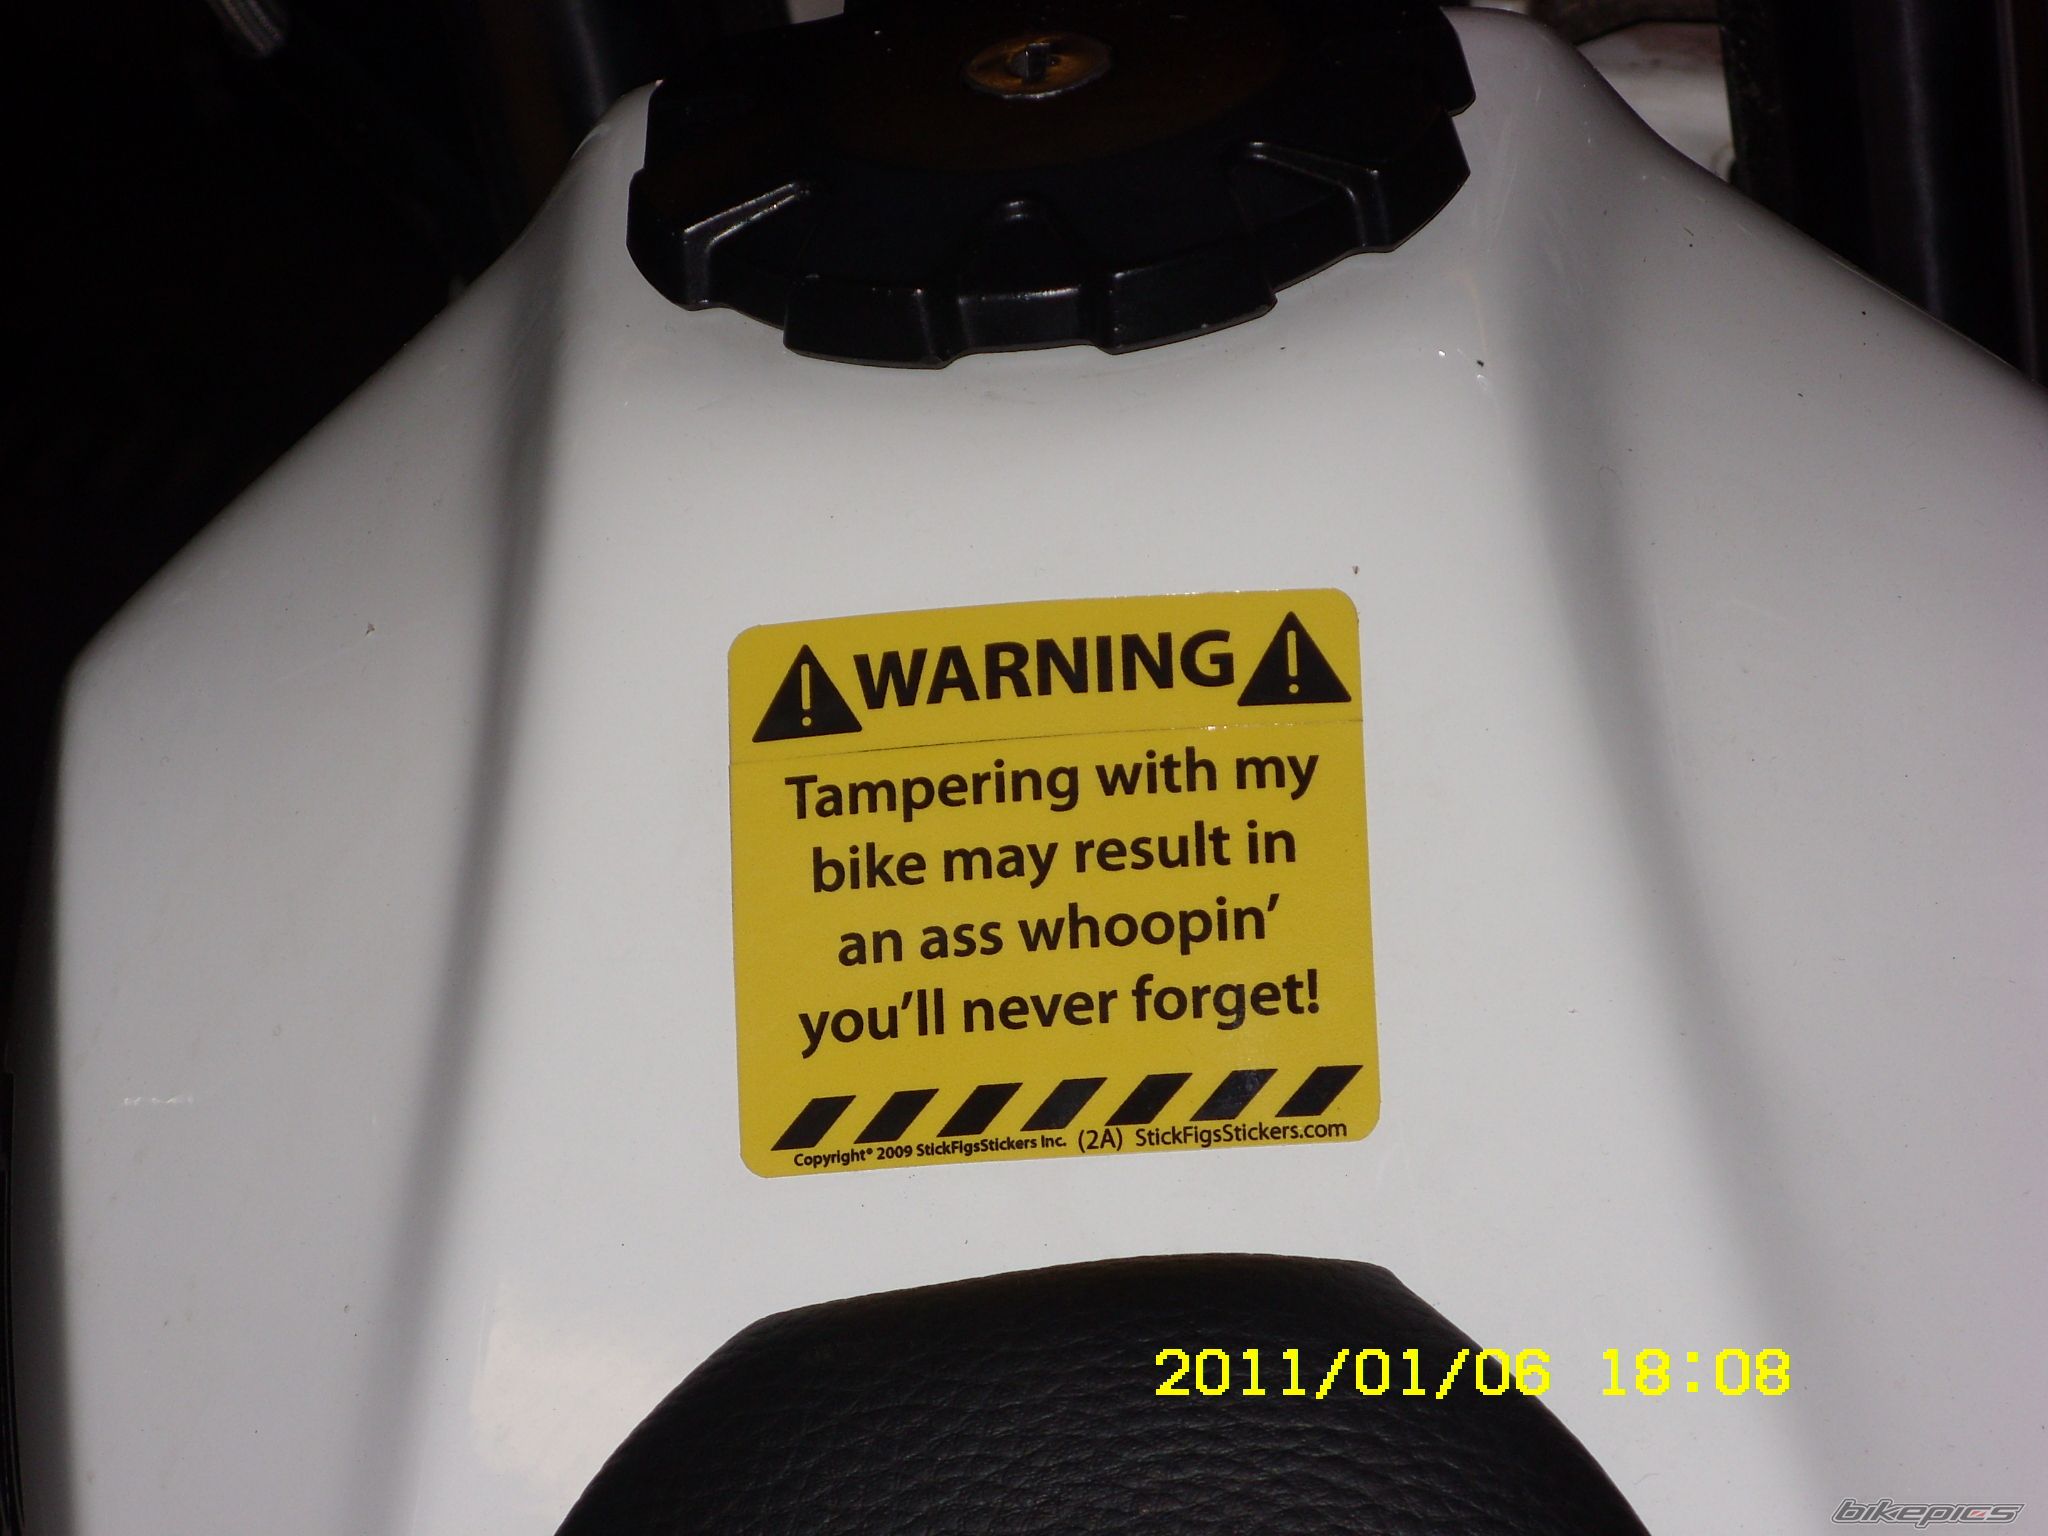 WARNING
Tampering with my
bike may result in
an ass whoopin’
you’ll never forget!
Copyright® 2009 StickFigsStickers Inc. (2A) StickFigsStickers.com
2011/01/06 18:08
bikepics